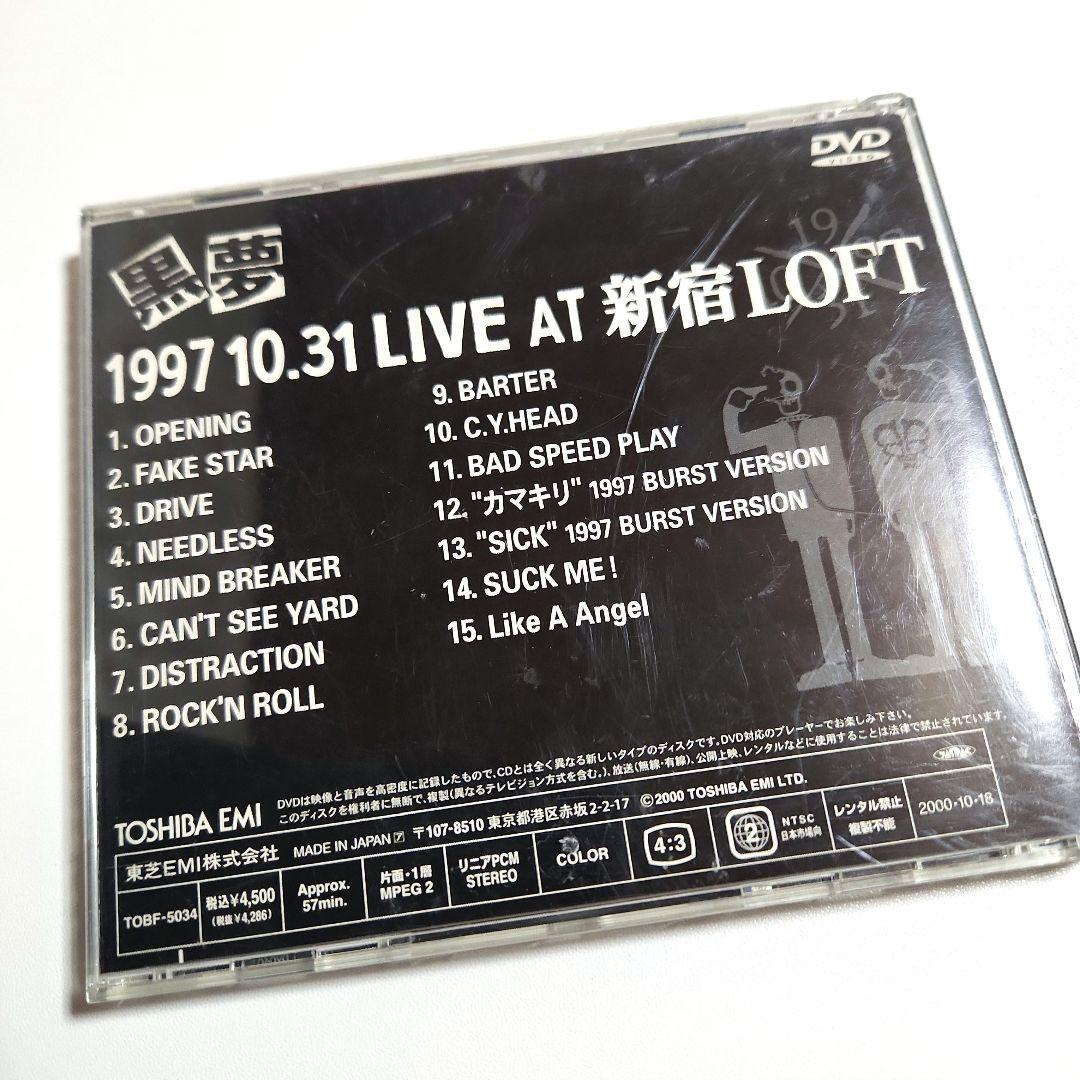 DVD
VIDEO
黒夢
1997 10.31 LIVE AT 新宿LOFT
1. OPENING
2. FAKE STAR
3. DRIVE
4. NEEDLESS
5. MIND BREAKER
6. CAN'T SEE YARD
7. DISTRACTION
8. ROCK'N ROLL
9. BARTER
10. C.Y.HEAD
11. BAD SPEED PLAY
12. "カマキリ" 1997 BURST VERSION
13. "SICK" 1997 BURST VERSION
14. SUCK ME !
15. Like A Angel
DVDは映像と音声を高密度に記録したもので、CDとは全く異なる新しいタイプのディスクです。DVD対応のプレーヤーでお楽しみ下さい。
このディスクを権利者に無断で、複製(異なるテレビジョン方式を含む。)、放送(無線・有線)、公開上映、レンタルなどに使用することは法律で禁止されています。
TOSHIBA EMI
東芝EMI株式会社 MADE IN JAPAN 〒107-8510 東京都港区赤坂2-2-17 ©2000 TOSHIBA EMI LTD.
TOBF-5034
税込¥4,500
(税抜¥4,286)
Approx.
57min.
片面・1層
MPEG 2
リニアPCM
STEREO
COLOR
4:3
2
NTSC
日本市場向
レンタル禁止
複製不能
2000・10・18